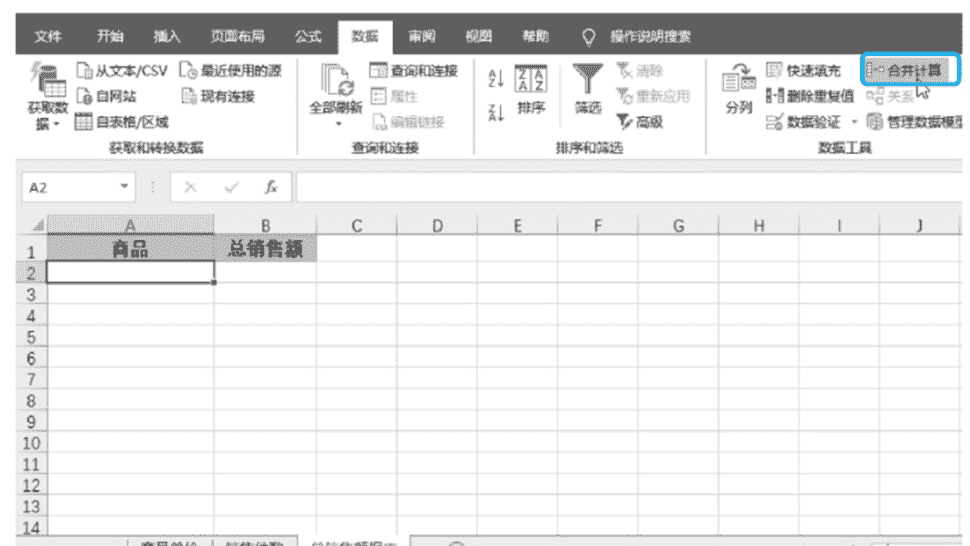 文件 开始 插入 页面布局 公式 数据 审阅 视图 帮助 操作说明搜索
从文本/CSV 最近使用的源 查询和连接 清除 快速填充 合并计算
获取数据 自网站 现有连接 全部刷新 属性 排序 筛选 重新应用 分列 删除重复值 关系
自表格/区域 编辑链接 高级 数据验证 管理数据模型
获取和转换数据 查询和连接 排序和筛选 数据工具
A2 fx
A B C D E F G H I J
1 商品 总销售额
2
3
4
5
6
7
8
9
10
11
12
13
14